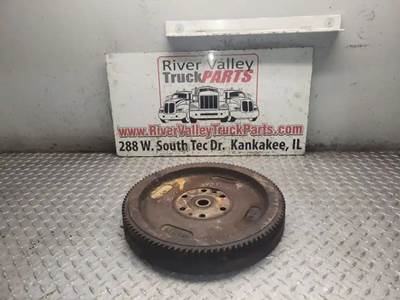 River Valley
TruckPARTS
www.RiverValleyTruckParts.com
288 W. South Tec Dr. Kankakee, IL